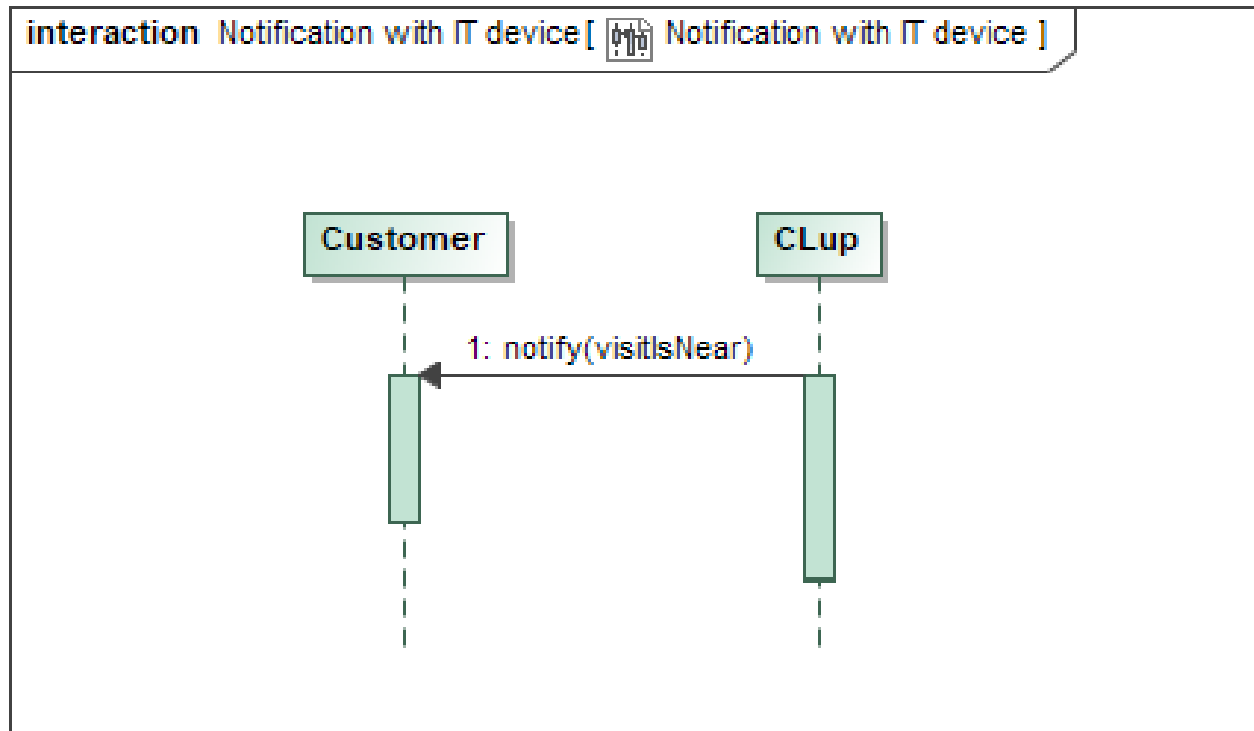 interaction Notification with IT device[ Notification with IT device ]
Customer
CLup
1: notify(visitIsNear)